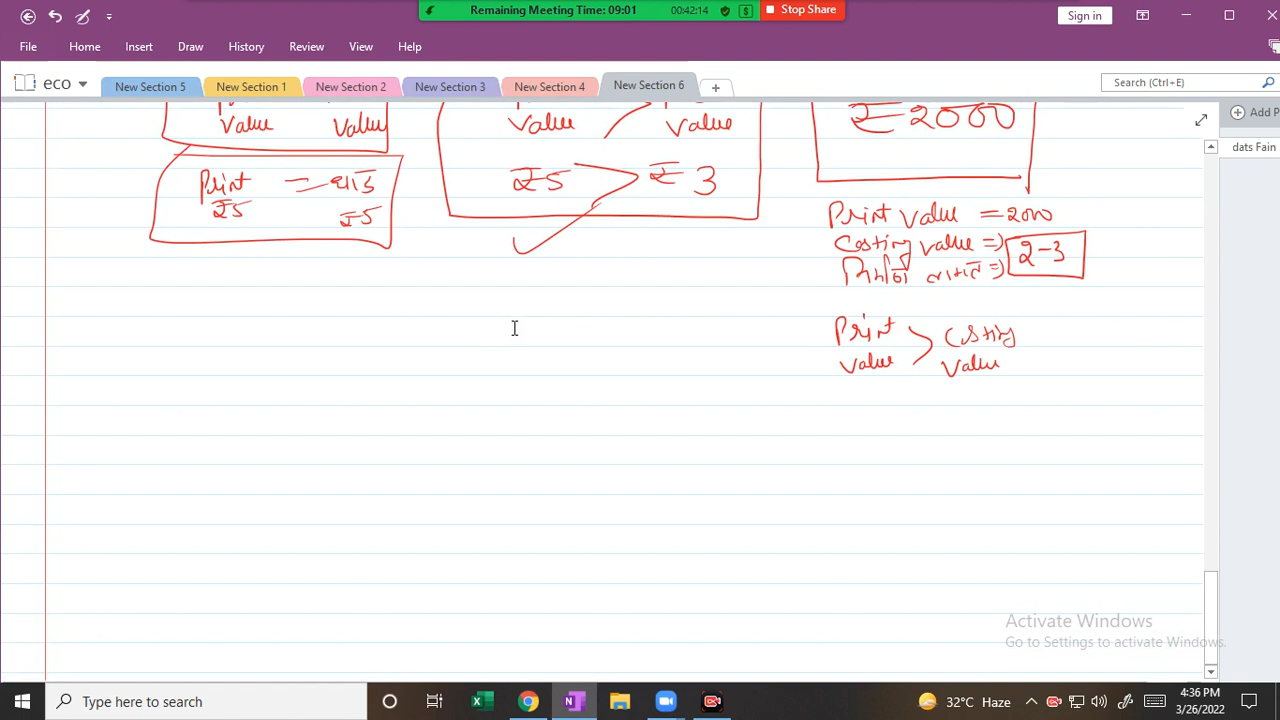 Remaining Meeting Time: 09:01
00:42:14
Stop Share
Sign in
File Home Insert Draw History Review View Help
eco
New Section 5 New Section 1 New Section 2 New Section 3 New Section 4 New Section 6
Search (Ctrl+E)
Add P
dats Fain
value value
value value
₹2000
Print =
₹5 ₹5
₹5 > ₹3
Print value = 2000
Costing value ⇒ 2-3
Print value > Costing value
Activate Windows
Go to Settings to activate Windows.
Type here to search
32°C Haze
4:36 PM
3/26/2022